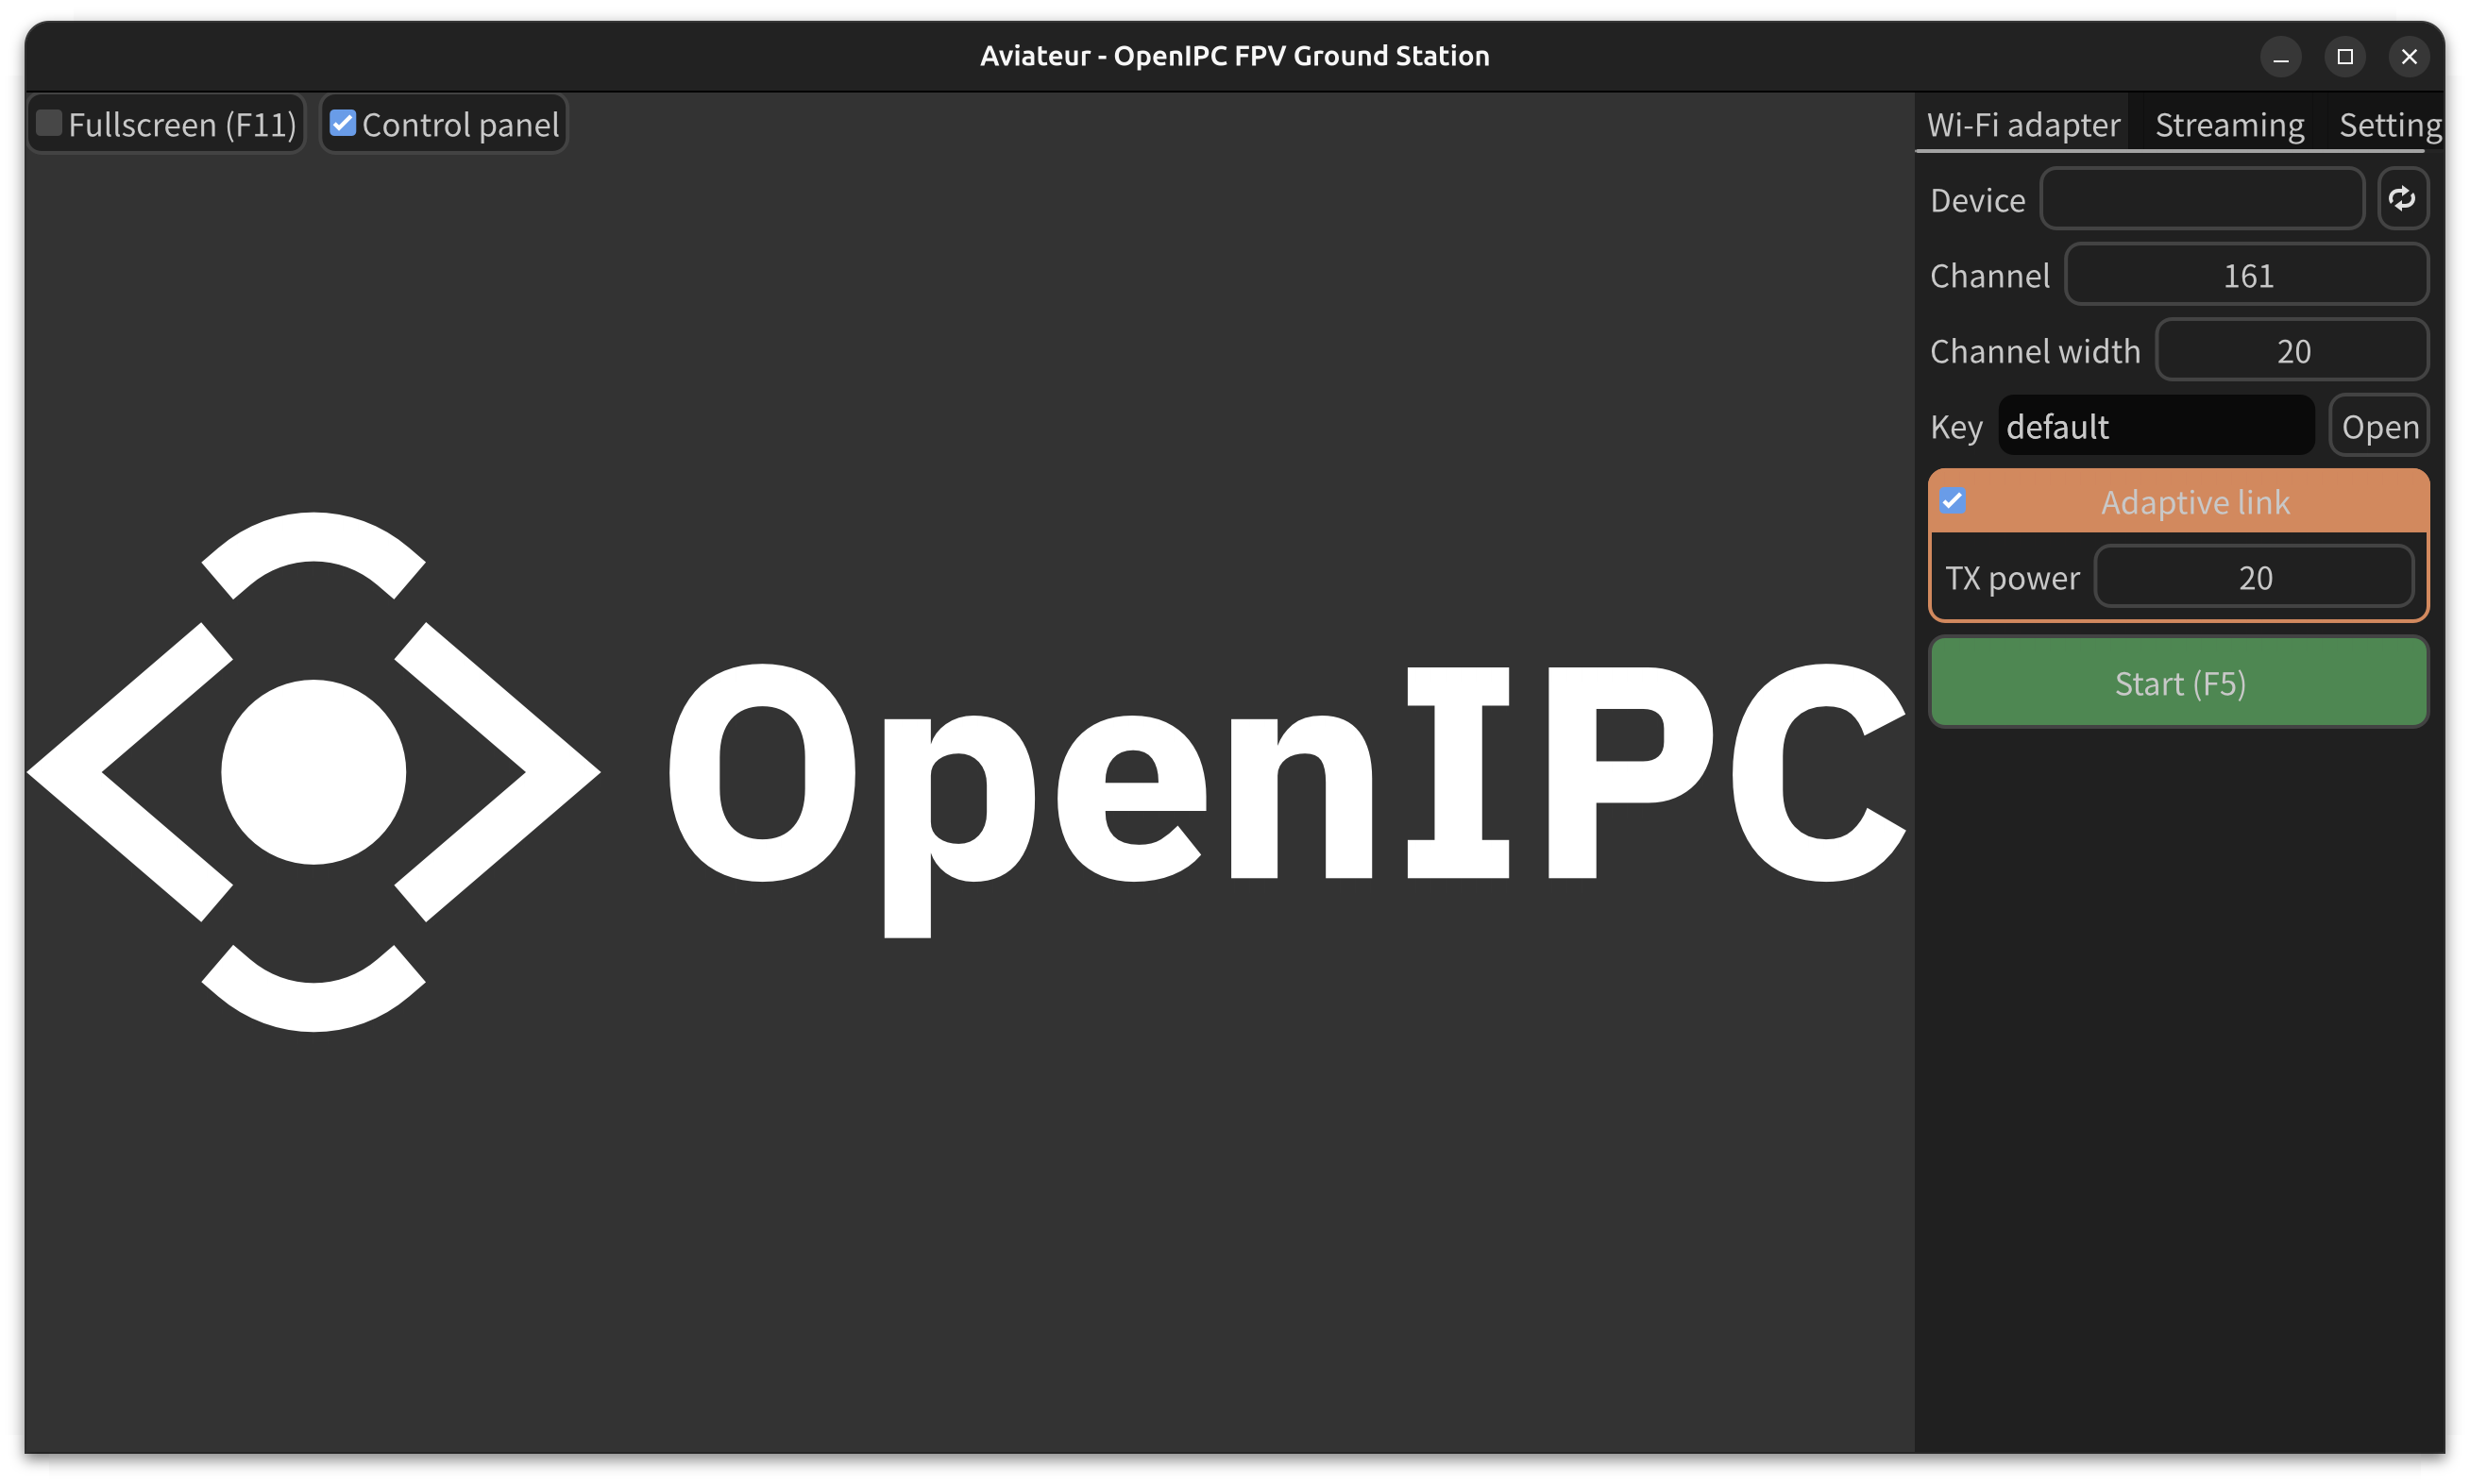 Aviateur - OpenIPC FPV Ground Station
Fullscreen (F11) Control panel
Wi-Fi adapter Streaming Setting
Device
Channel 161
Channel width 20
Key default Open
Adaptive link
TX power 20
Start (F5)
OpenIPC